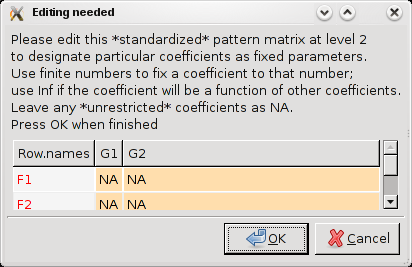 Editing needed
Please edit this *standardized* pattern matrix at level 2
to designate particular coefficients as fixed parameters.
Use finite numbers to fix a coefficient to that number;
use Inf if the coefficient will be a function of other coefficients.
Leave any *unrestricted* coefficients as NA.
Press OK when finished
Row.names G1 G2
F1 NA NA
F2 NA NA
OK Cancel